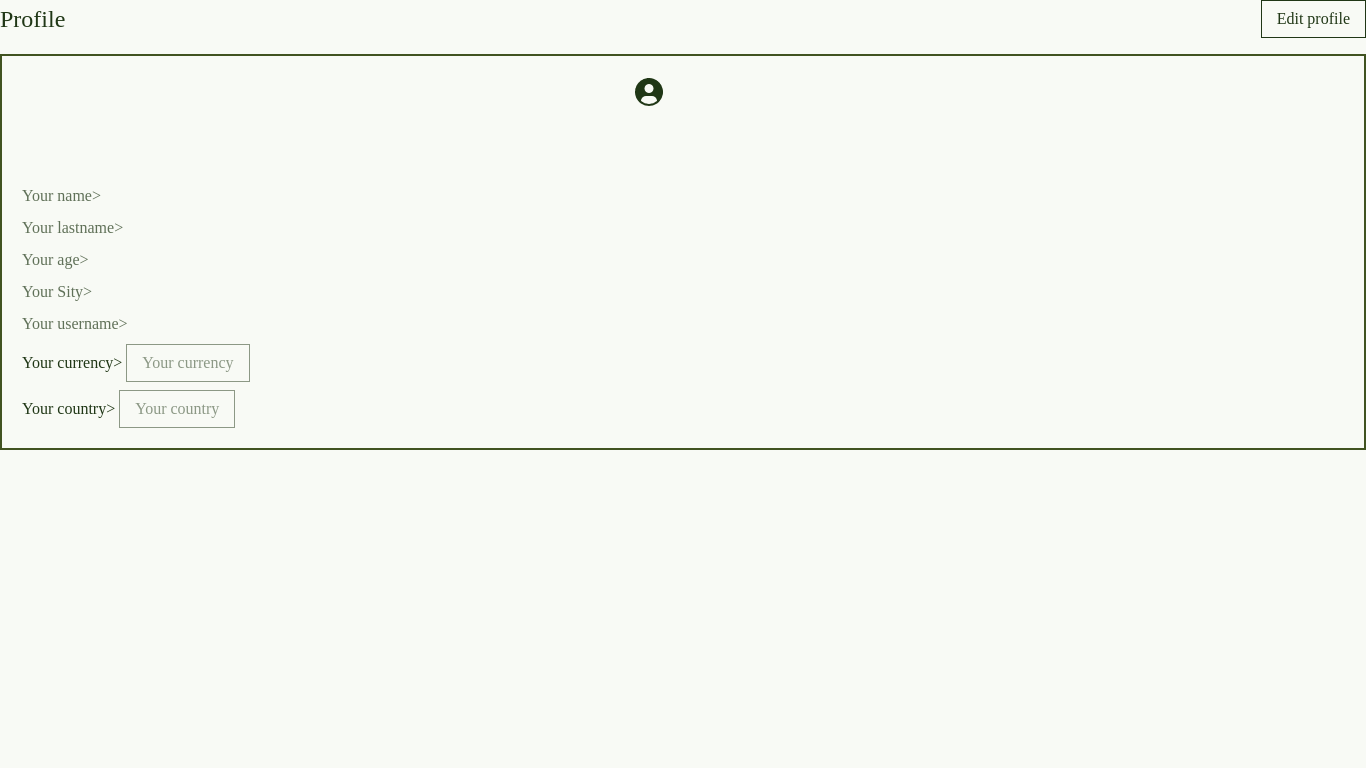 Profile
Edit profile
Your name>
Your lastname>
Your age>
Your Sity>
Your username>
Your currency> Your currency
Your country> Your country